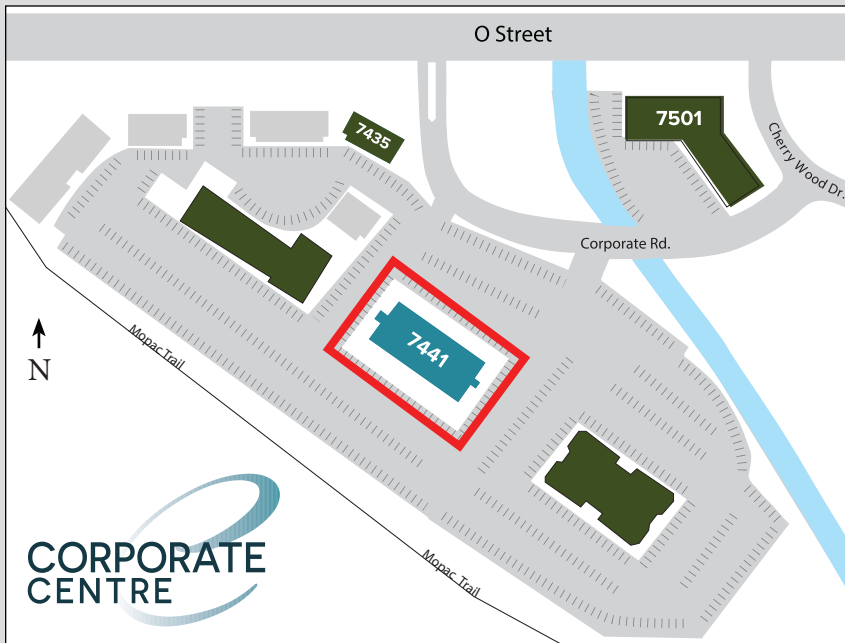 O Street
7435
7501
Cherry Wood Dr.
Corporate Rd.
7441
Mopac Trail
N
CORPORATE
CENTRE
Mopac Trail